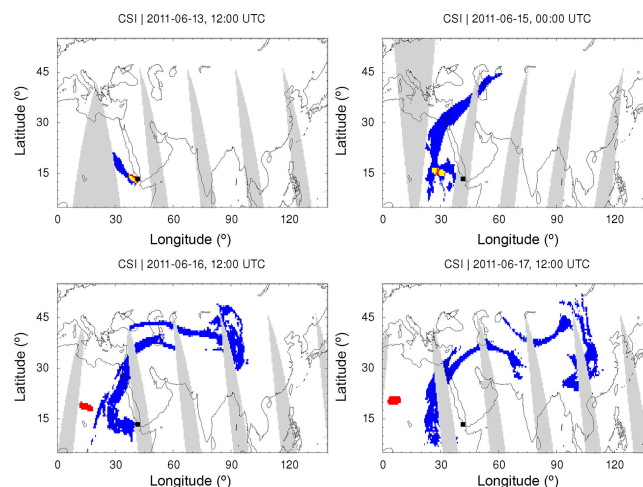 CSI | 2011-06-13, 12:00 UTC
CSI | 2011-06-15, 00:00 UTC
45
30
15
Latitude (º)
0 30 60 90 120
Longitude (º)
45
30
15
Latitude (º)
0 30 60 90 120
Longitude (º)
CSI | 2011-06-16, 12:00 UTC
CSI | 2011-06-17, 12:00 UTC
45
30
15
Latitude (º)
0 30 60 90 120
Longitude (º)
45
30
15
Latitude (º)
0 30 60 90 120
Longitude (º)